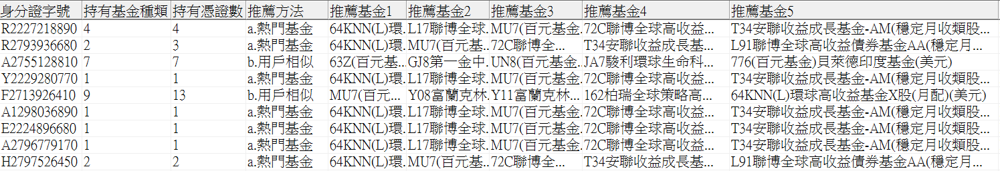 身分證字號 持有基金種類 持有憑證數 推薦方法 推薦基金1 推薦基金2 推薦基金3 推薦基金4 推薦基金5
R2227218890 4 4 a.熱門基金 64KNN(L)環... L17聯博全球... MU7(百元基金... 72C聯博全球高收益... T34安聯收益成長基金-AM(穩定月收類股...
R2793936680 2 3 a.熱門基金 64KNN(L)環... MU7(百元基... 72C聯博全... T34安聯收益成長基... L91聯博全球高收益債券基金AA(穩定月...
A2755128810 7 7 b.用戶相似 63Z(百元基... GJ8第一金中... UN8(百元基金... JA7駿利環球生命科... 776(百元基金)貝萊德印度基金(美元)
Y2229280770 1 1 a.熱門基金 64KNN(L)環... L17聯博全球... MU7(百元基金... 72C聯博全球高收益... T34安聯收益成長基金-AM(穩定月收類股...
F2713926410 9 13 b.用戶相似 MU7(百元... Y08富蘭克林... Y11富蘭克林... 162柏瑞全球策略高... 64KNN(L)環球高收益基金X股(月配)(美元)
A1298036890 1 1 a.熱門基金 64KNN(L)環... L17聯博全球... MU7(百元基金... 72C聯博全球高收益... T34安聯收益成長基金-AM(穩定月收類股...
E2224896680 1 1 a.熱門基金 64KNN(L)環... L17聯博全球... MU7(百元基金... 72C聯博全球高收益... T34安聯收益成長基金-AM(穩定月收類股...
A2796779170 1 1 a.熱門基金 64KNN(L)環... L17聯博全球... MU7(百元基金... 72C聯博全球高收益... T34安聯收益成長基金-AM(穩定月收類股...
H2797526450 2 2 a.熱門基金 64KNN(L)環... MU7(百元基... 72C聯博全... T34安聯收益成長基... L91聯博全球高收益債券基金AA(穩定月...